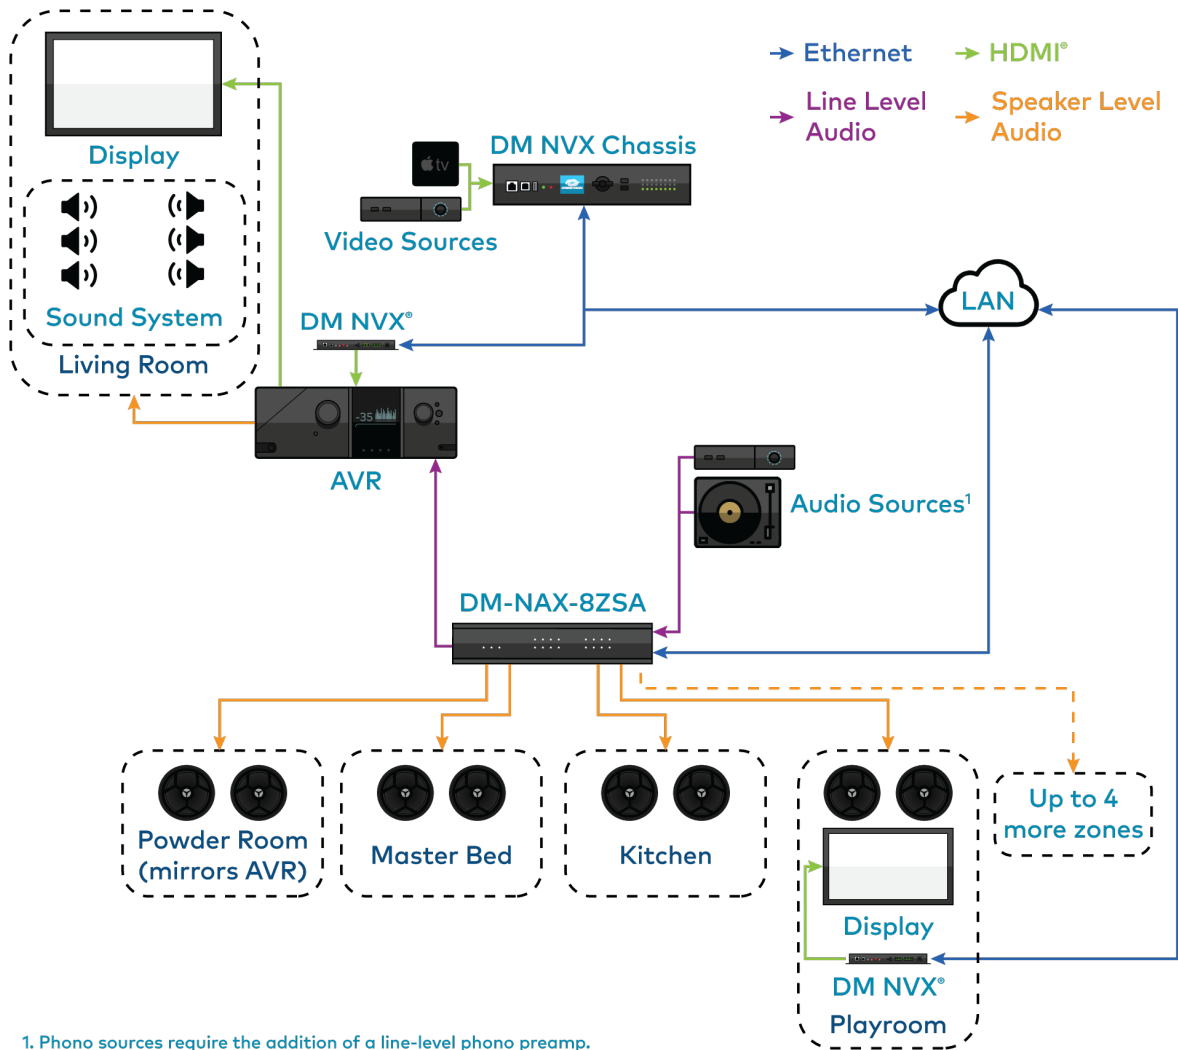 Ethernet
HDMI®
Line Level
Audio
Speaker Level
Audio
Display
Sound System
Living Room
tv
DM NVX Chassis
Video Sources
DM NVX®
LAN
-35
AVR
Audio Sources1
DM-NAX-8ZSA
Powder Room
(mirrors AVR)
Master Bed
Kitchen
Display
DM NVX®
Playroom
Up to 4
more zones
1. Phono sources require the addition of a line-level phono preamp.